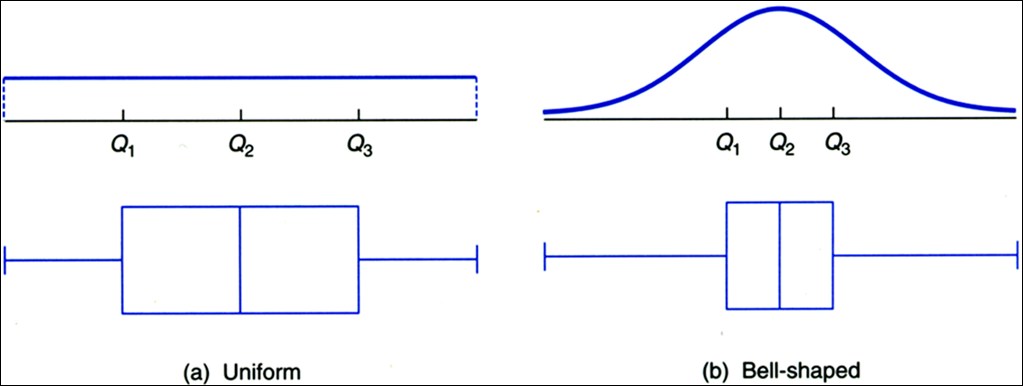 Q1 Q2 Q3
Q1 Q2 Q3
(a) Uniform
(b) Bell-shaped